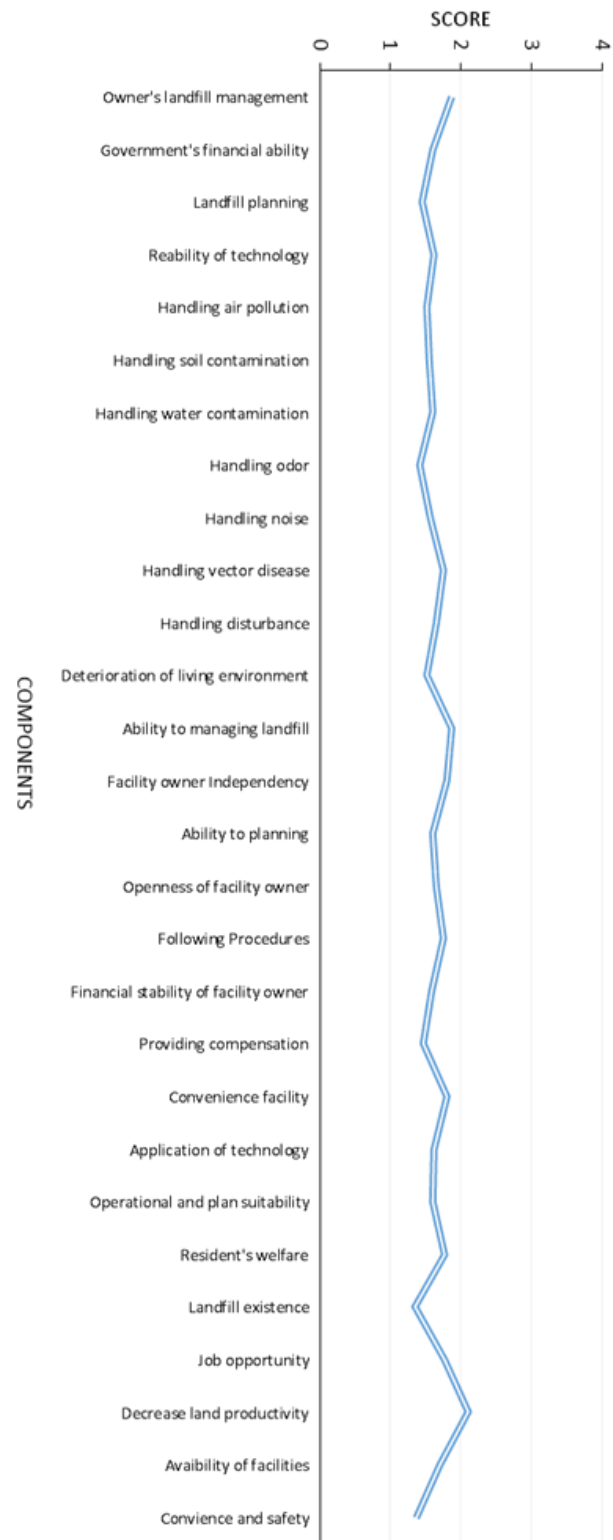 SCORE
0 1 2 3 4
Owner's landfill management
Government's financial ability
Landfill planning
Reability of technology
Handling air pollution
Handling soil contamination
Handling water contamination
Handling odor
Handling noise
Handling vector disease
Handling disturbance
Deterioration of living environment
Ability to managing landfill
Facility owner Independency
Ability to planning
Openness of facility owner
Following Procedures
Financial stability of facility owner
Providing compensation
Convenience facility
Application of technology
Operational and plan suitability
Resident's welfare
Landfill existence
Job opportunity
Decrease land productivity
Avaibility of facilities
Convience and safety
COMPONENTS